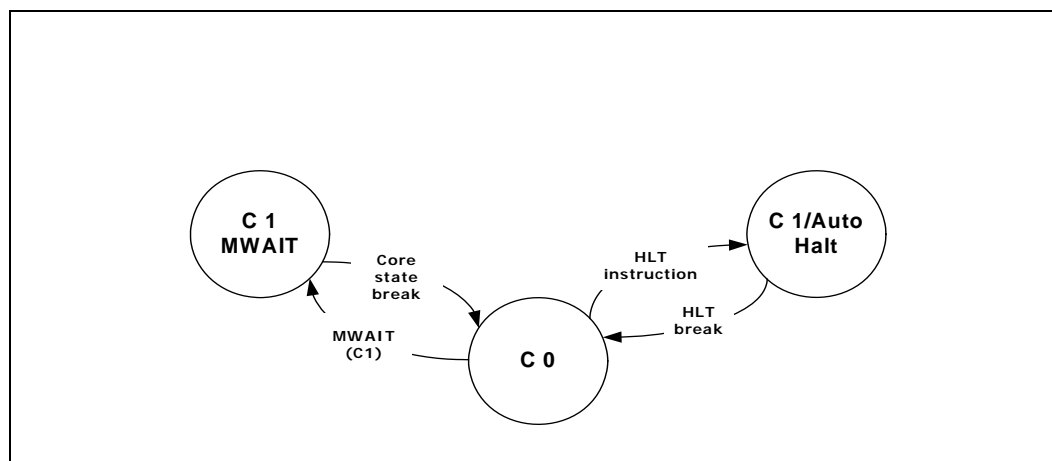 C 1
MWAIT
Core
state
break
MWAIT
(C1)
C 0
HLT
instruction
HLT
break
C 1/Auto
Halt